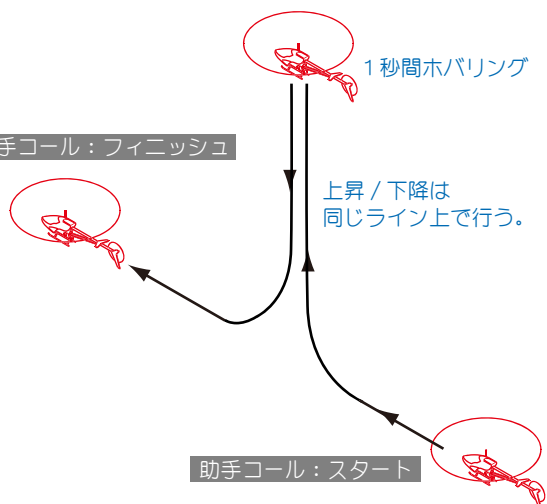 1秒間ホバリング
手コール：フィニッシュ
上昇 / 下降は
同じライン上で行う。
助手コール：スタート